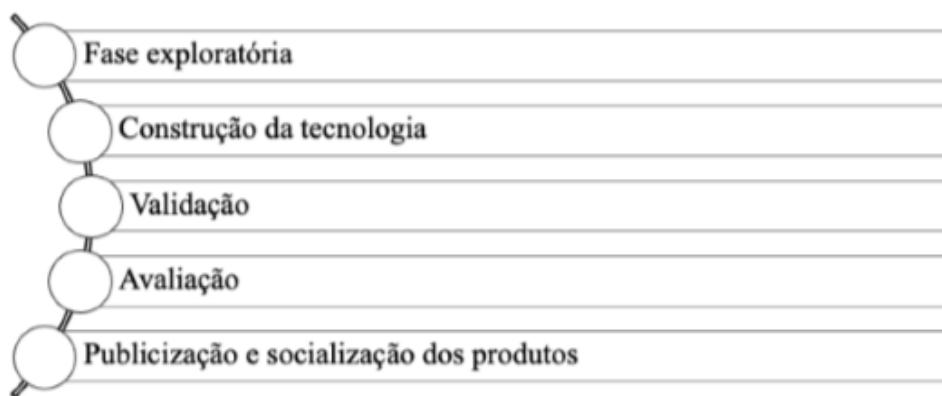 Fase exploratória
Construção da tecnologia
Validação
Avaliação
Publicização e socialização dos produtos